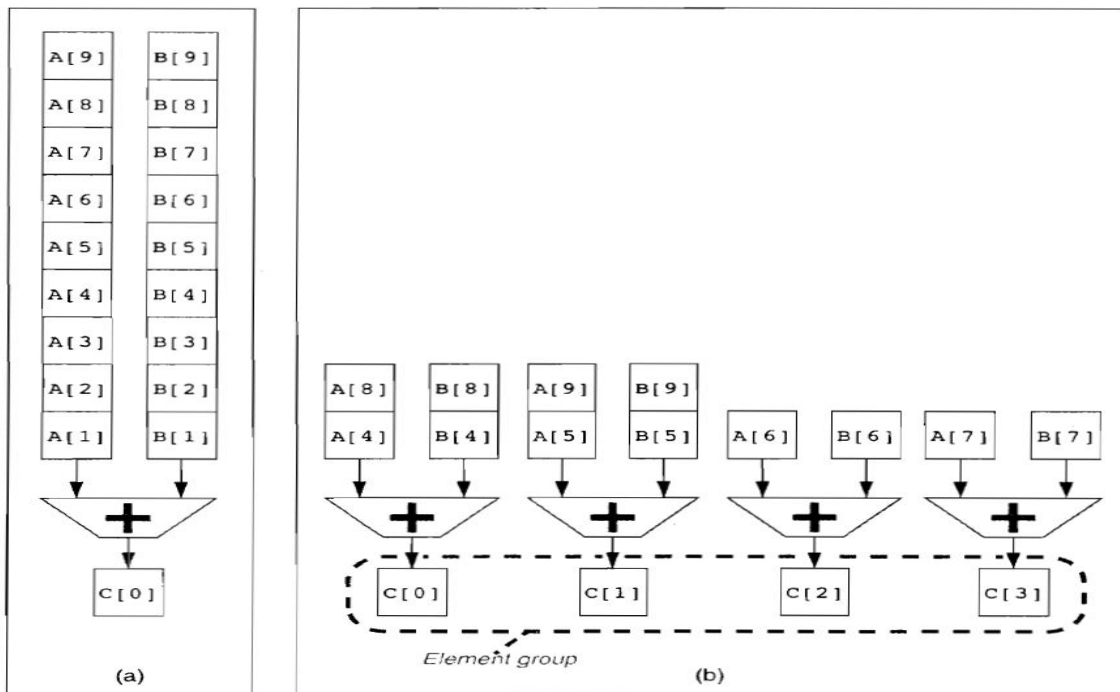 A[9] B[9]
A[8] B[8]
A[7] B[7]
A[6] B[6]
A[5] B[5]
A[4] B[4]
A[3] B[3]
A[2] B[2]
A[1] B[1]
+
C[0]
(a)
A[8] B[8] A[9] B[9]
A[4] B[4] A[5] B[5] A[6] B[6] A[7] B[7]
+ + + +
C[0] C[1] C[2] C[3]
Element group
(b)